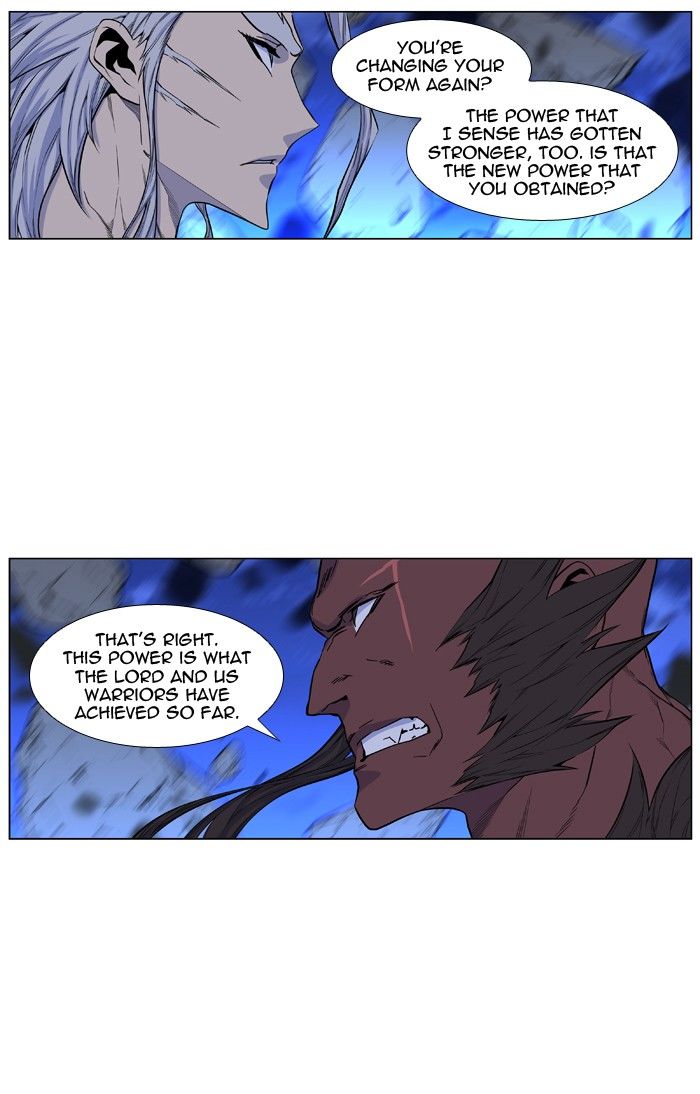 YOU'RE
CHANGING YOUR
FORM AGAIN?
THE POWER THAT
I SENSE HAS GOTTEN
STRONGER, TOO. IS THAT
THE NEW POWER THAT
YOU OBTAINED?
THAT'S RIGHT.
THIS POWER IS WHAT
THE LORD AND US
WARRIORS HAVE
ACHIEVED SO FAR.